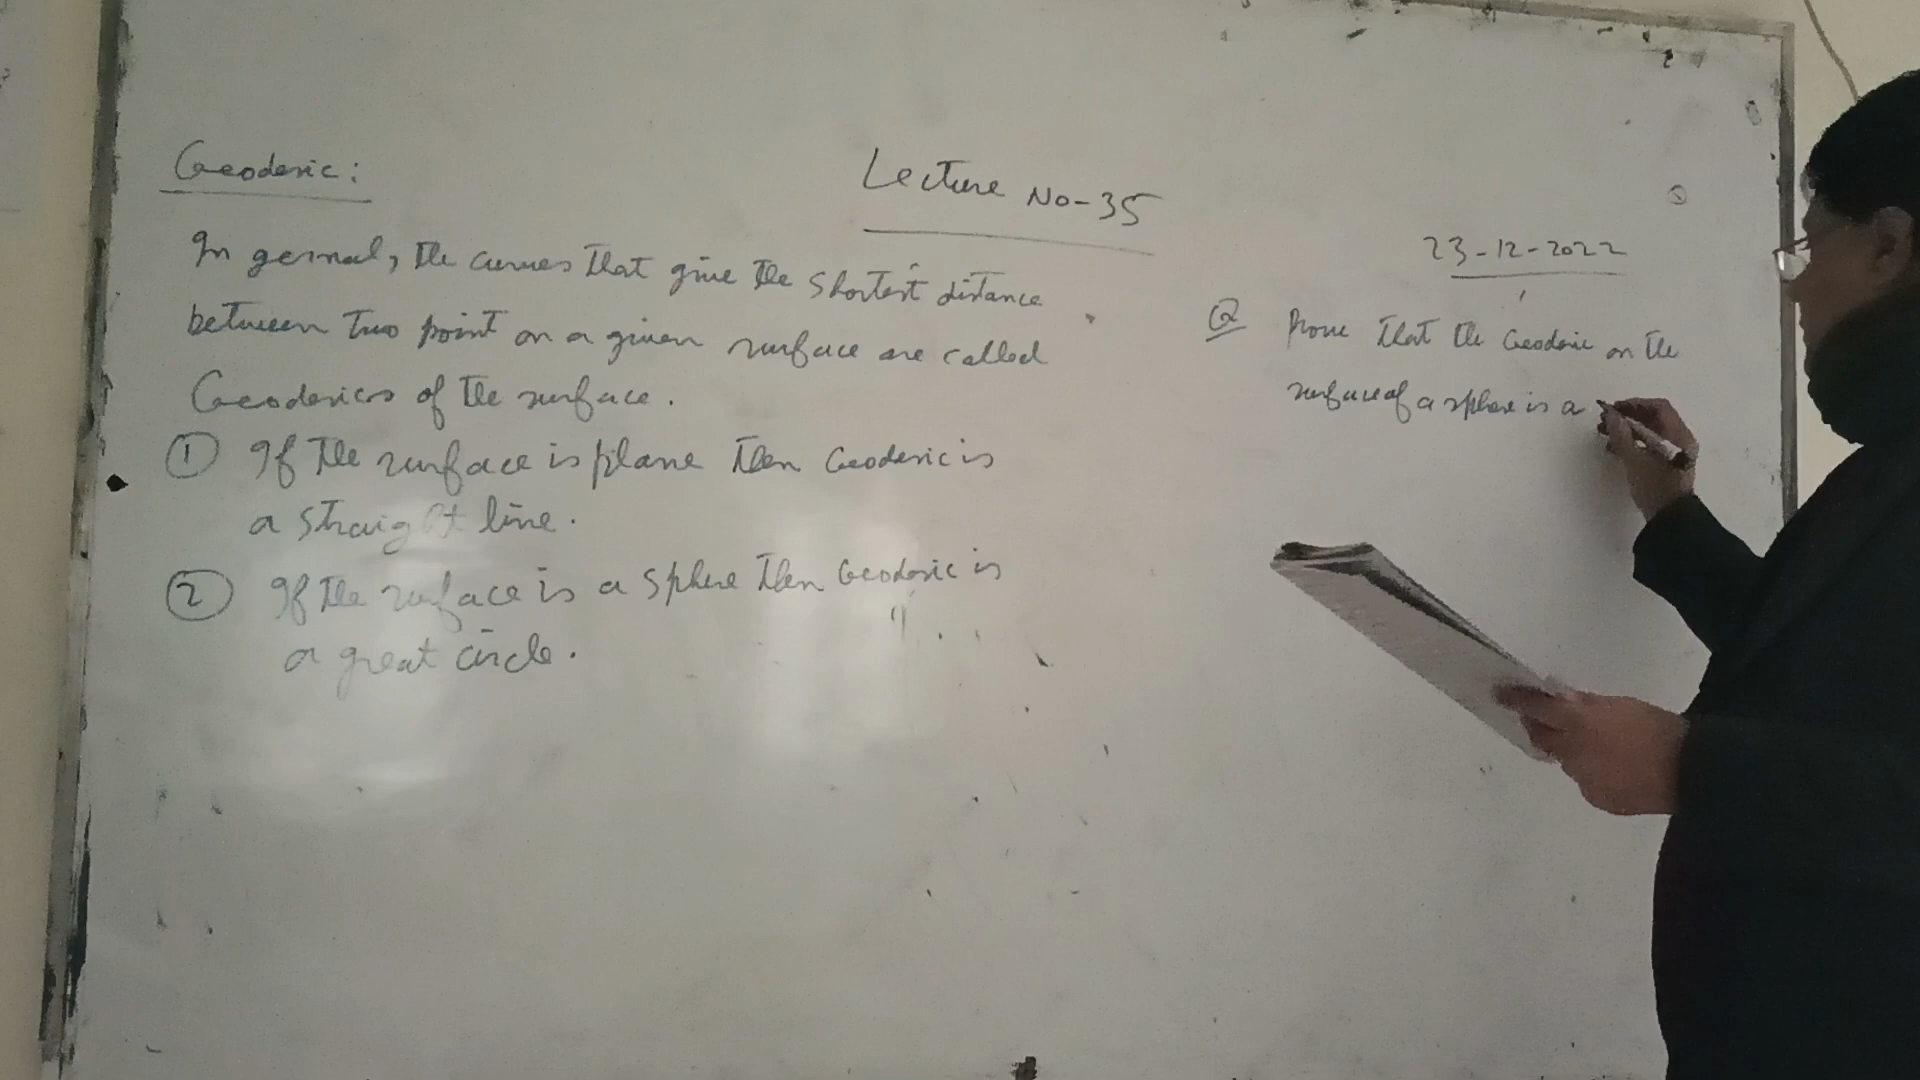 Geodesic:
Lecture No-35
In gernal, the curves that give the shortest distance
between two point on a given surface are called
Geodesics of the surface.
① If the surface is plane then Geodesic is
a straight line.
② If the surface is a sphere then Geodesic is
a great circle.
23-12-2022
Q Prove that the Geodesic on the
surface of a sphere is a